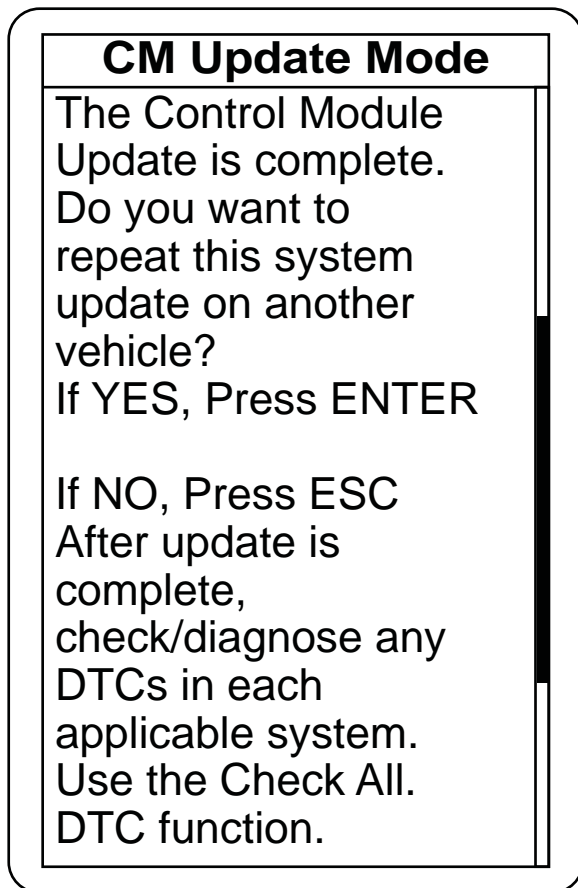 CM Update Mode
The Control Module
Update is complete.
Do you want to
repeat this system
update on another
vehicle?
If YES, Press ENTER
If NO, Press ESC
After update is
complete,
check/diagnose any
DTCs in each
applicable system.
Use the Check All.
DTC function.